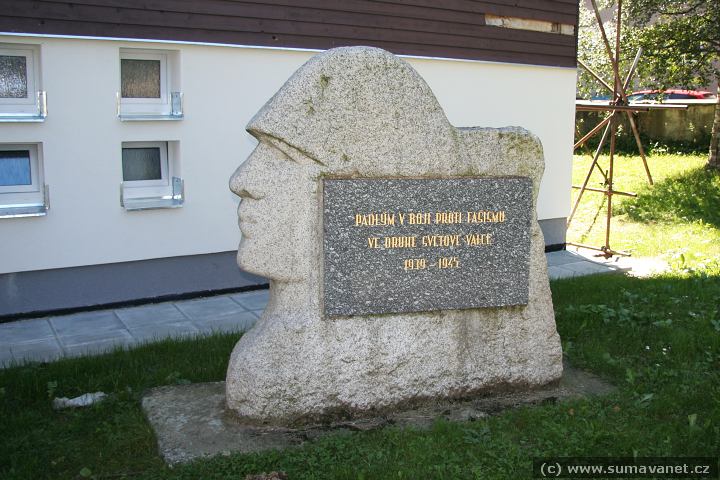 PADLÝM V BOJI PROTI FAŠISMU
VE DRUHÉ SVĚTOVÉ VÁLCE
1939 - 1945
(c) www.sumavanet.cz